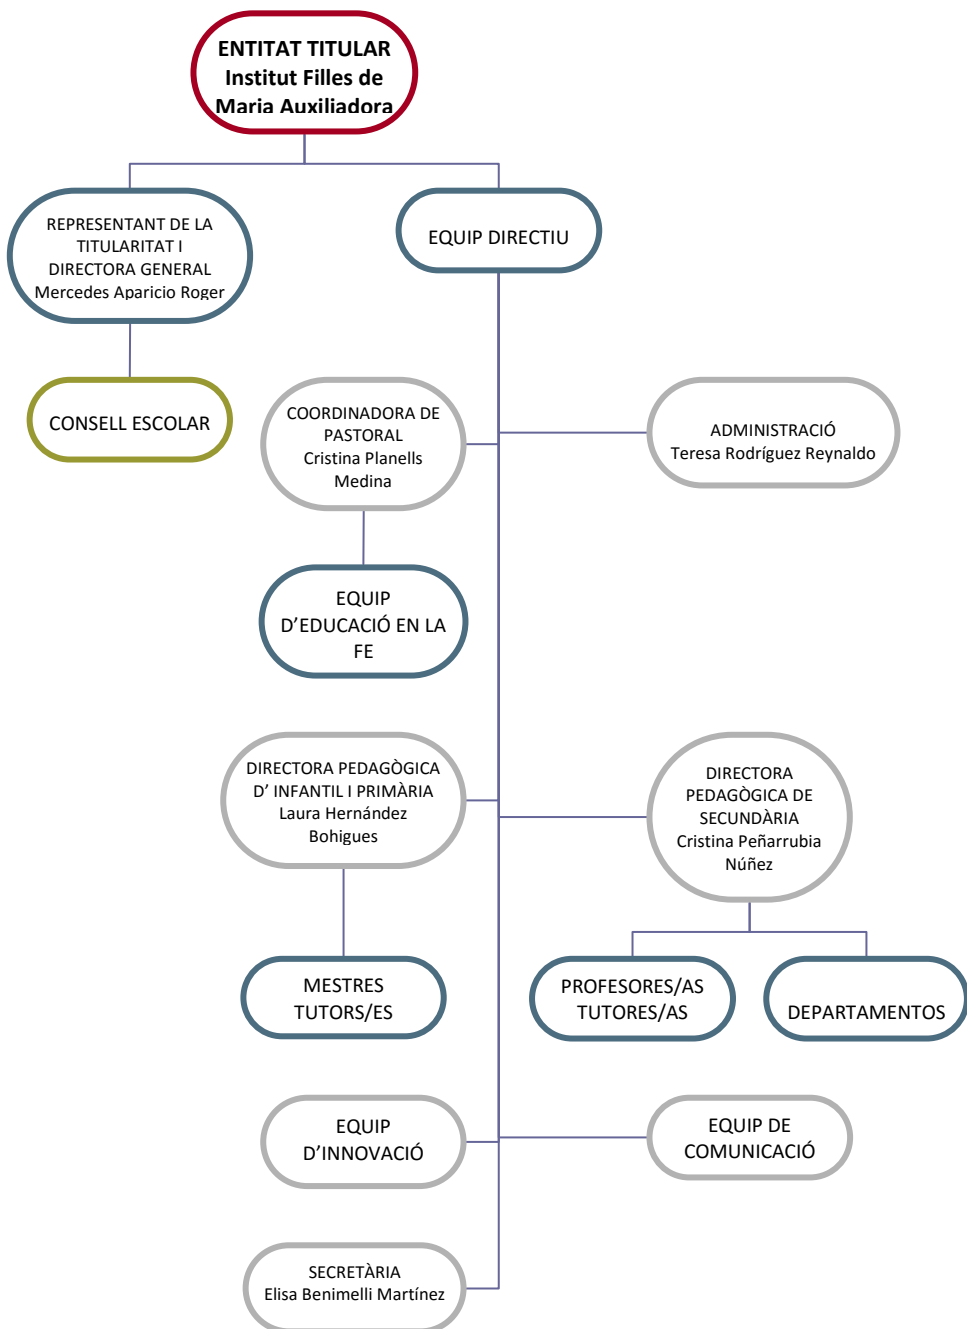 ENTITAT TITULAR
Institut Filles de
Maria Auxiliadora
REPRESENTANT DE LA
TITULARITAT I
DIRECTORA GENERAL
Mercedes Aparicio Roger
EQUIP DIRECTIU
CONSELL ESCOLAR
COORDINADORA DE
PASTORAL
Cristina Planells
Medina
ADMINISTRACIÓ
Teresa Rodríguez Reynaldo
EQUIP
D’EDUCACIÓ EN LA
FE
DIRECTORA PEDAGÒGICA
D’ INFANTIL I PRIMÀRIA
Laura Hernández
Bohigues
DIRECTORA
PEDAGÒGICA DE
SECUNDÀRIA
Cristina Peñarrubia
Núñez
MESTRES
TUTORS/ES
PROFESORES/AS
TUTORES/AS
DEPARTAMENTOS
EQUIP
D’INNOVACIÓ
EQUIP DE
COMUNICACIÓ
SECRETÀRIA
Elisa Benimelli Martínez